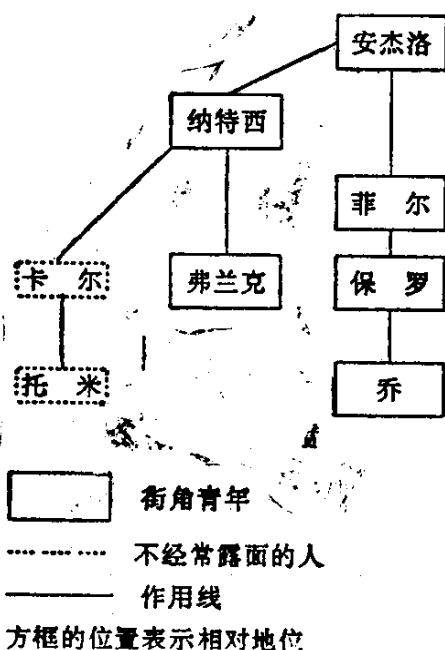 安杰洛
纳特西
菲 尔
卡 尔
弗兰克
保 罗
托 米
乔
街角青年
不经常露面的人
作用线
方框的位置表示相对地位